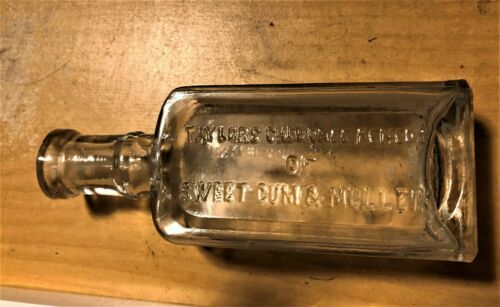 TAYLORS CHEROKEE REMEDY
OF
SWEET GUM & MULLEIN